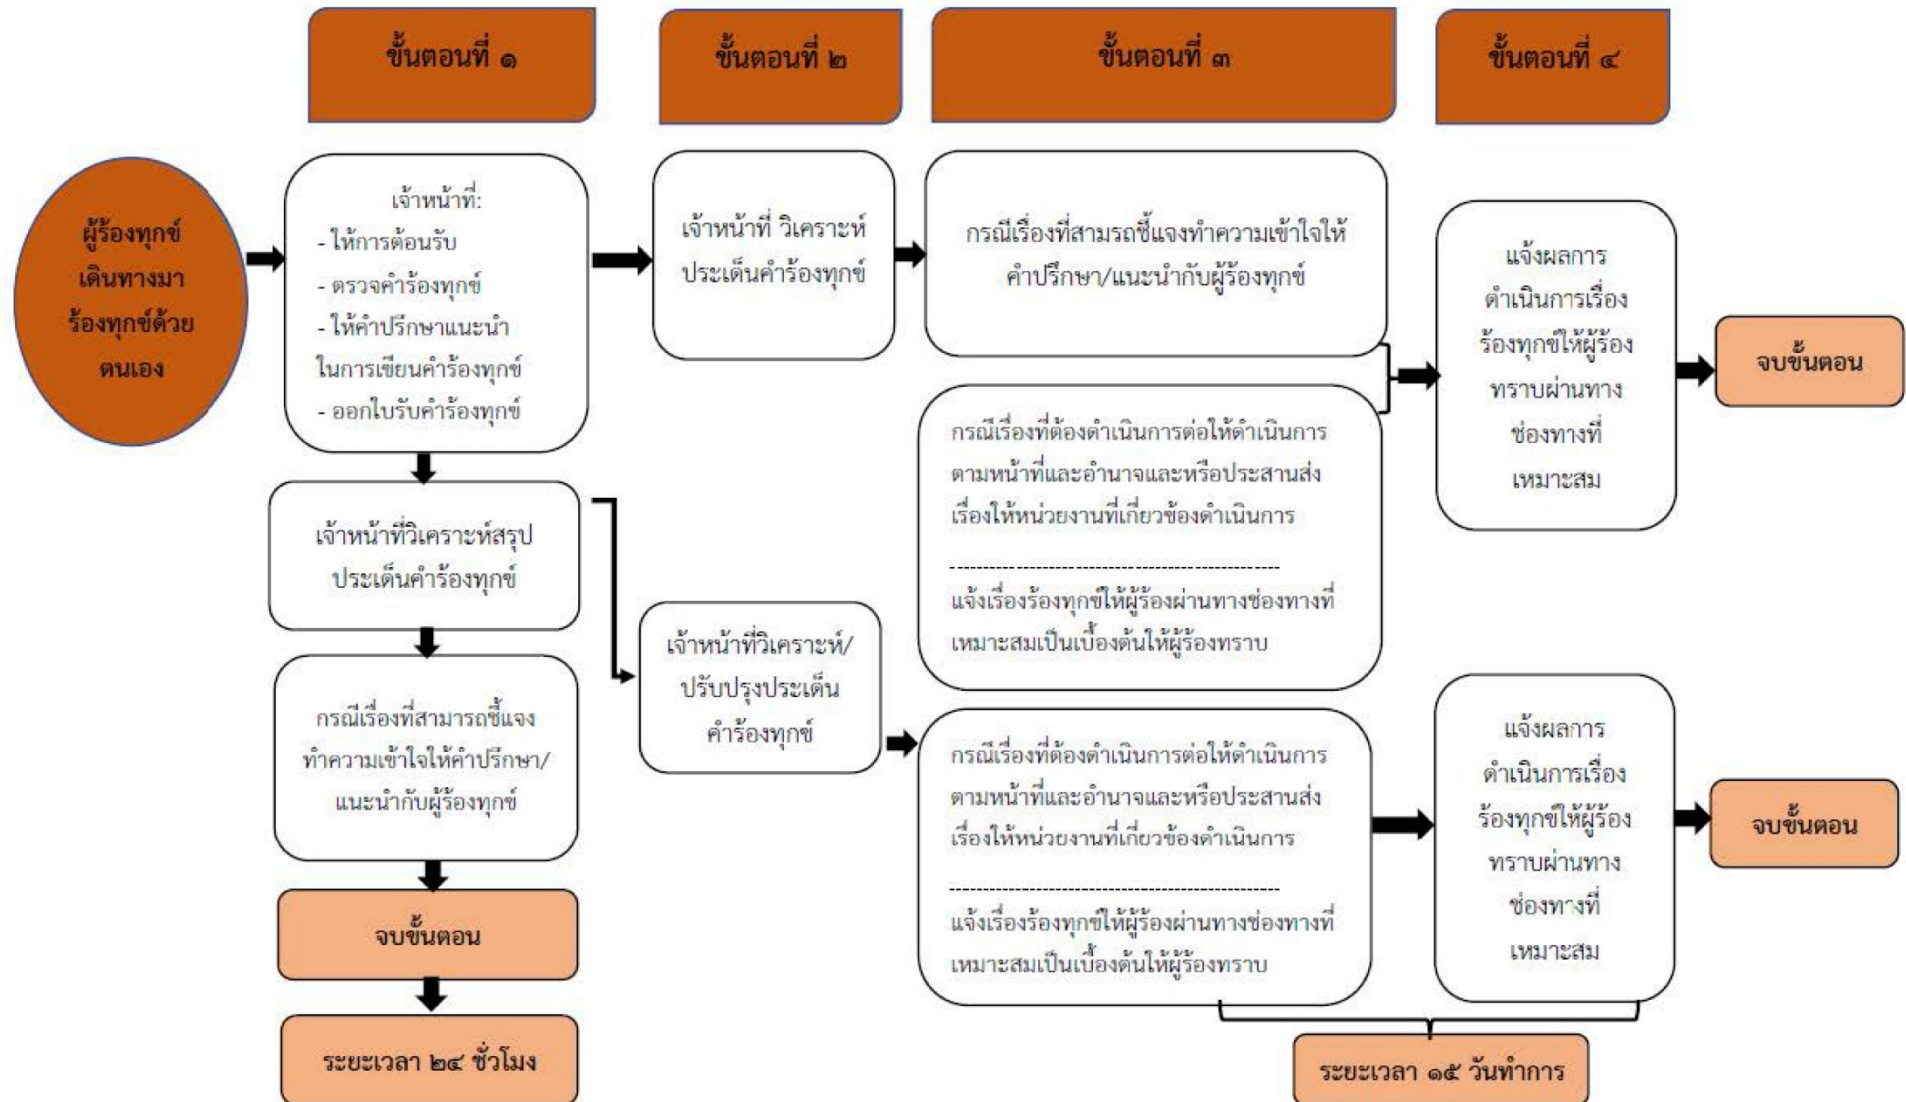 ขั้นตอนที่ ๑
ขั้นตอนที่ ๒
ขั้นตอนที่ ๓
ขั้นตอนที่ ๔
ผู้ร้องทุกข์
เดินทางมา
ร้องทุกข์ด้วย
ตนเอง
เจ้าหน้าที่:
- ให้การต้อนรับ
- ตรวจคำร้องทุกข์
- ให้คำปรึกษาแนะนำ
ในการเขียนคำร้องทุกข์
- ออกใบรับคำร้องทุกข์
เจ้าหน้าที่ วิเคราะห์
ประเด็นคำร้องทุกข์
กรณีเรื่องที่สามรถชี้แจงทำความเข้าใจให้
คำปรึกษา/แนะนำกับผู้ร้องทุกข์
แจ้งผลการ
ดำเนินการเรื่อง
ร้องทุกข์ให้ผู้ร้อง
ทราบผ่านทาง
ช่องทางที่
เหมาะสม
จบขั้นตอน
กรณีเรื่องที่ต้องดำเนินการต่อให้ดำเนินการ
ตามหน้าที่และอำนาจและหรือประสานส่ง
เรื่องให้หน่วยงานที่เกี่ยวข้องดำเนินการ
--------------------------------------------------
แจ้งเรื่องร้องทุกข์ให้ผู้ร้องผ่านทางช่องทางที่
เหมาะสมเป็นเบื้องต้นให้ผู้ร้องทราบ
เจ้าหน้าที่วิเคราะห์สรุป
ประเด็นคำร้องทุกข์
เจ้าหน้าที่วิเคราะห์/
ปรับปรุงประเด็น
คำร้องทุกข์
กรณีเรื่องที่สามารถชี้แจง
ทำความเข้าใจให้คำปรึกษา/
แนะนำกับผู้ร้องทุกข์
กรณีเรื่องที่ต้องดำเนินการต่อให้ดำเนินการ
ตามหน้าที่และอำนาจและหรือประสานส่ง
เรื่องให้หน่วยงานที่เกี่ยวข้องดำเนินการ
--------------------------------------------------
แจ้งเรื่องร้องทุกข์ให้ผู้ร้องผ่านทางช่องทางที่
เหมาะสมเป็นเบื้องต้นให้ผู้ร้องทราบ
แจ้งผลการ
ดำเนินการเรื่อง
ร้องทุกข์ให้ผู้ร้อง
ทราบผ่านทาง
ช่องทางที่
เหมาะสม
จบขั้นตอน
จบขั้นตอน
ระยะเวลา ๒๔ ชั่วโมง
ระยะเวลา ๑๕ วันทำการ